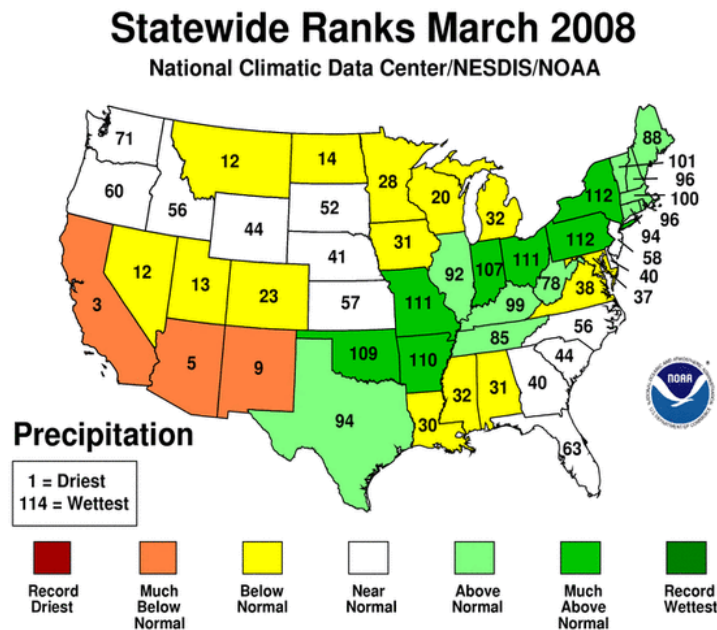 Statewide Ranks March 2008
National Climatic Data Center/NESDIS/NOAA
71
12
14
28
88
101
96
100
96
94
58
40
37
60
56
44
52
20
32
112
41
31
112
12
13
23
57
92
107
111
78
38
3
111
99
5
9
109
110
85
56
44
94
30
32
31
40
63
NOAA
Precipitation
1 = Driest
114 = Wettest
Record
Driest
Much
Below
Normal
Below
Normal
Near
Normal
Above
Normal
Much
Above
Normal
Record
Wettest